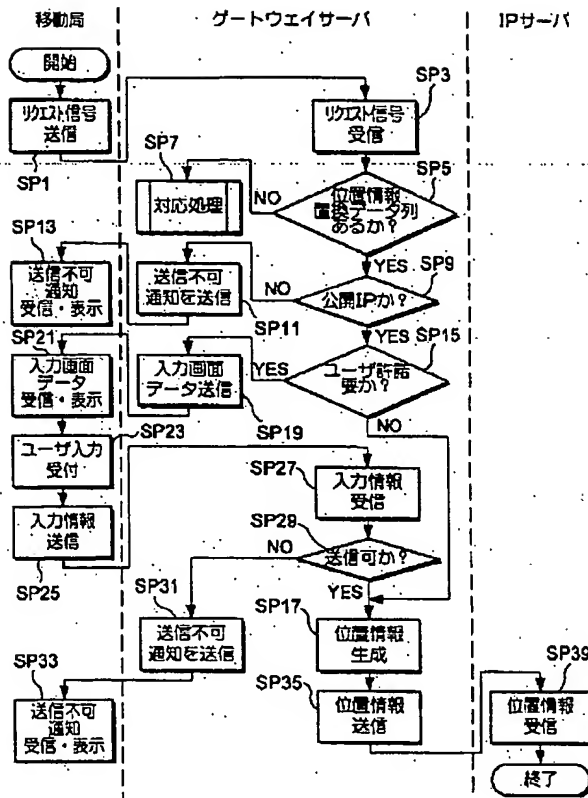 移動局
ゲートウェイサーバ
IPサーバ
開始
リクエスト信号
送信
SP1
リクエスト信号
受信
SP3
SP5
位置情報
置換データ列
あるか?
NO
YES
SP7
対応処理
SP9
公開IPか?
NO
YES
SP11
送信不可
通知を送信
SP13
送信不可
通知
受信・表示
SP15
ユーザ許諾
要か?
YES
NO
SP19
入力画面
データ送信
SP21
入力画面
データ
受信・表示
SP23
ユーザ入力
受付
入力情報
送信
SP25
SP27
入力情報
受信
SP29
送信可か?
NO
YES
SP31
送信不可
通知を送信
SP33
送信不可
通知
受信・表示
SP17
位置情報
生成
SP35
位置情報
送信
SP39
位置情報
受信
終了